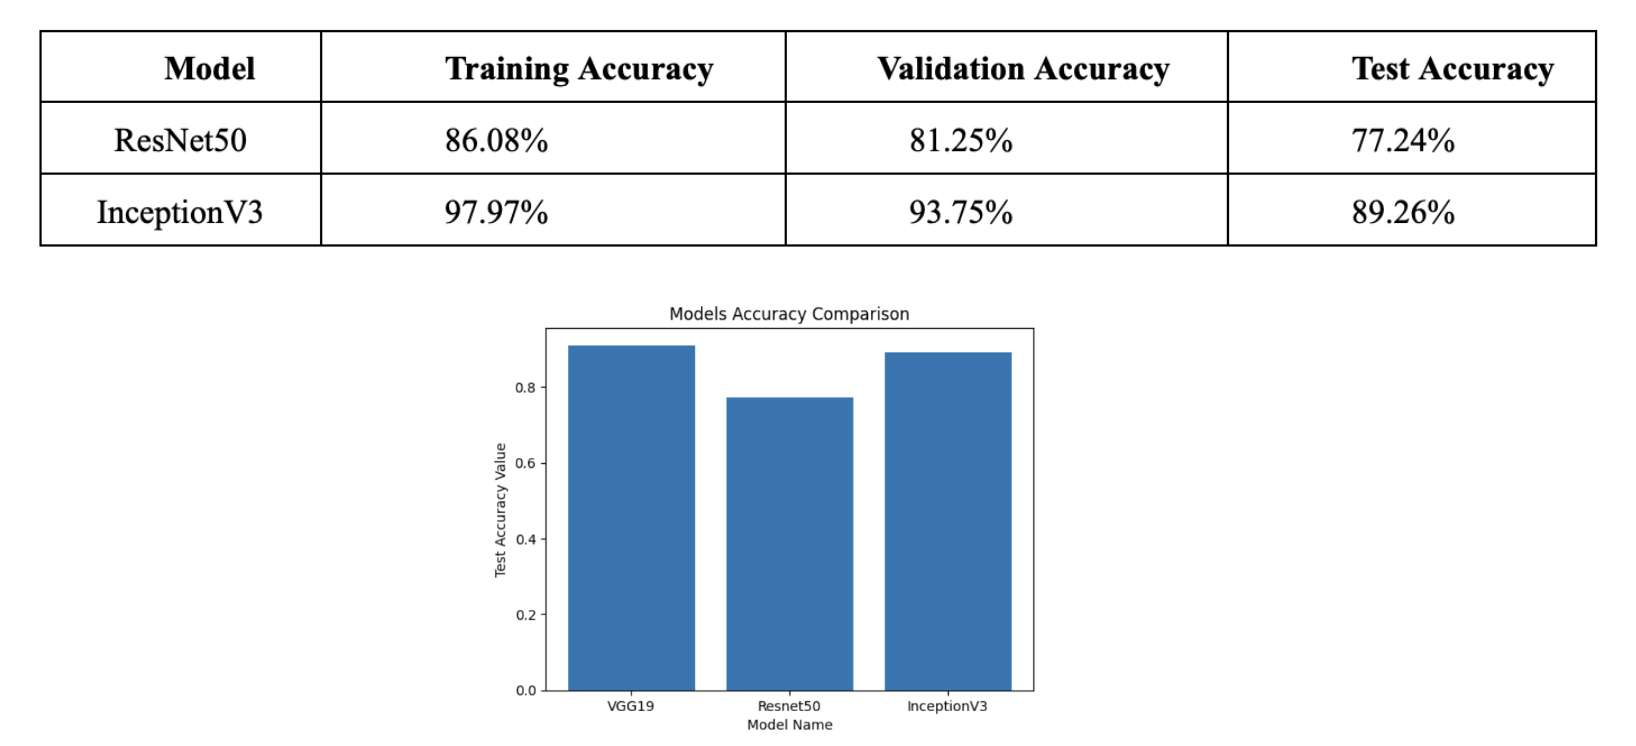 Model Training Accuracy Validation Accuracy Test Accuracy
ResNet50 86.08% 81.25% 77.24%
InceptionV3 97.97% 93.75% 89.26%
Models Accuracy Comparison
Test Accuracy Value
0.8
0.6
0.4
0.2
0.0
VGG19 Resnet50 InceptionV3
Model Name